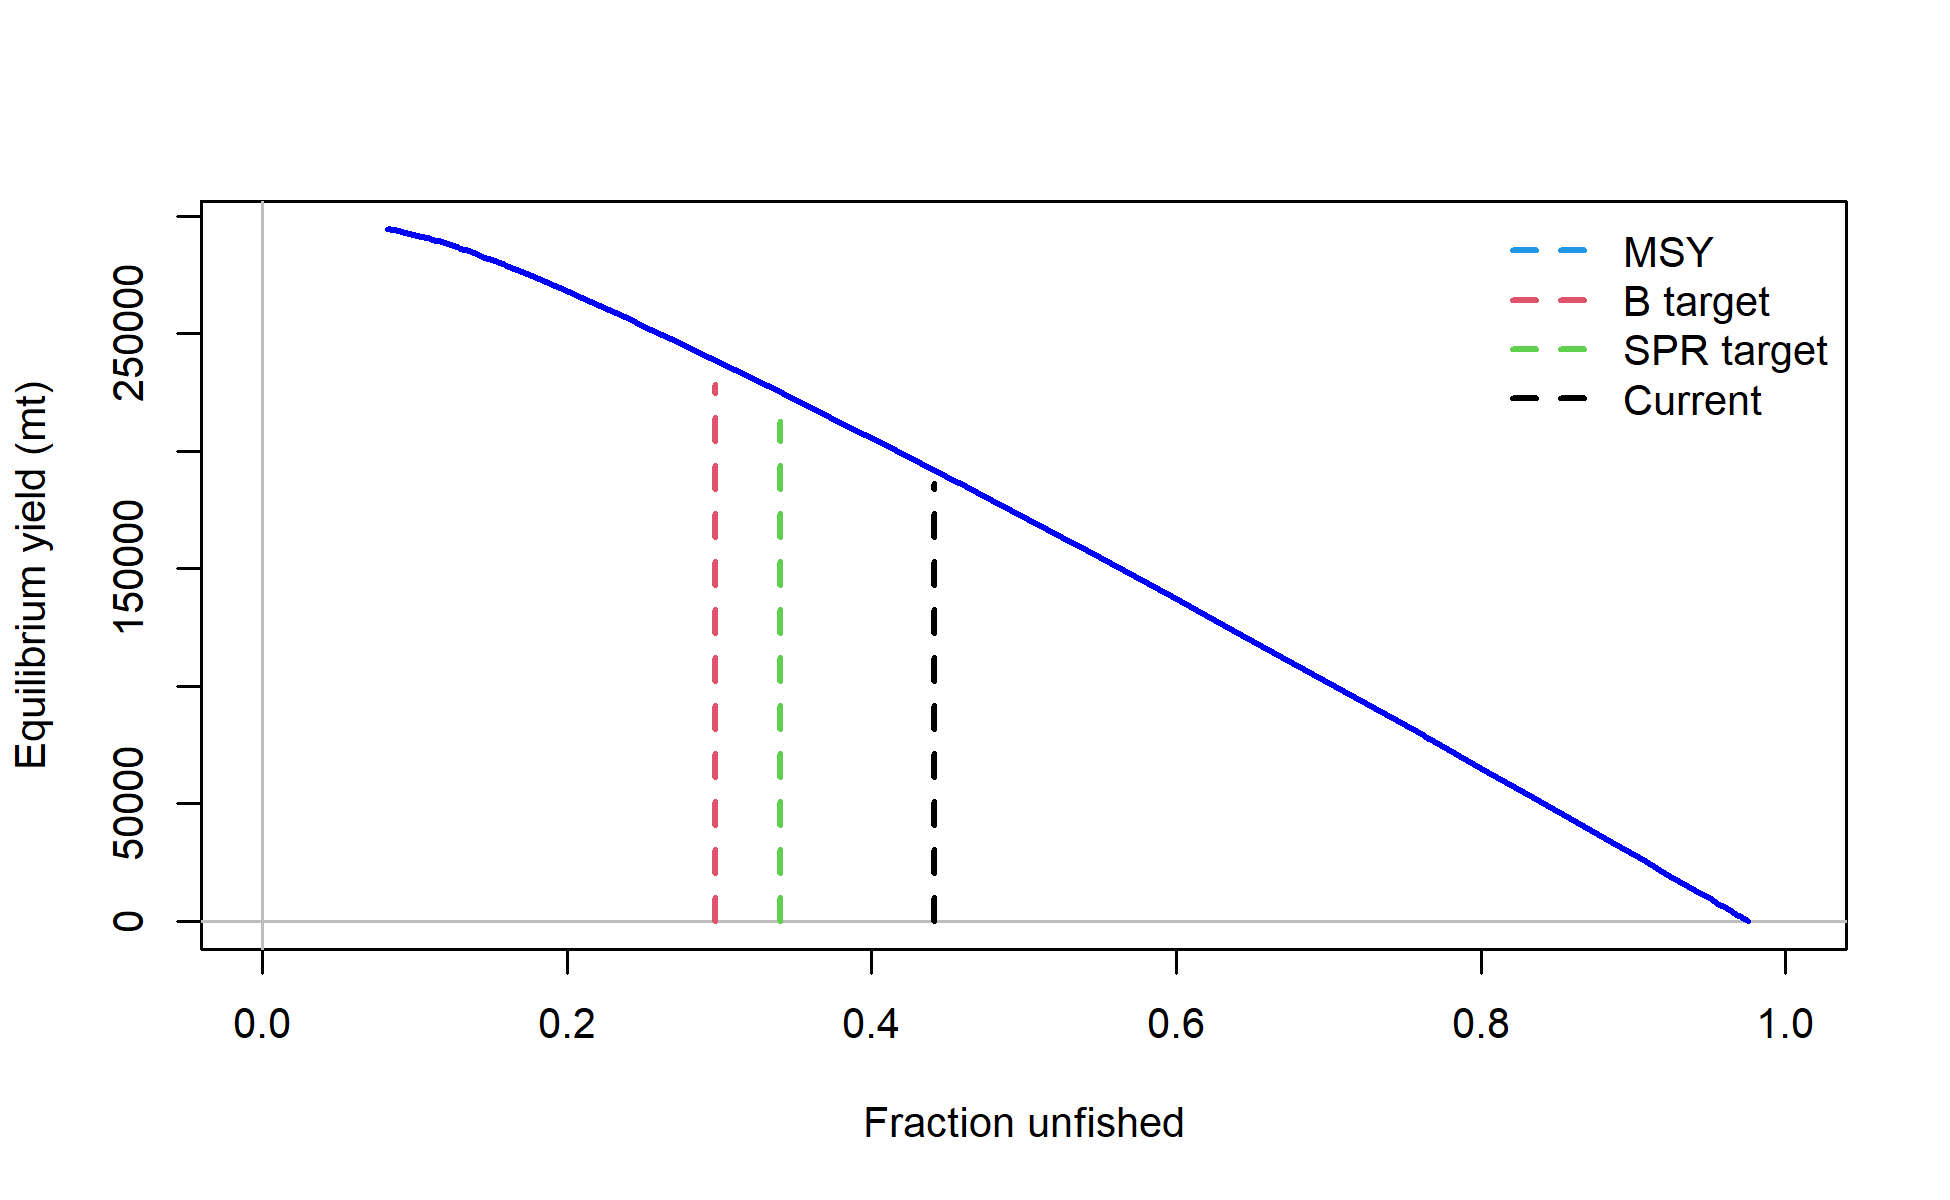 MSY
B target
SPR target
Current
Equilibrium yield (mt)
250000
150000
50000
0
0.0 0.2 0.4 0.6 0.8 1.0
Fraction unfished